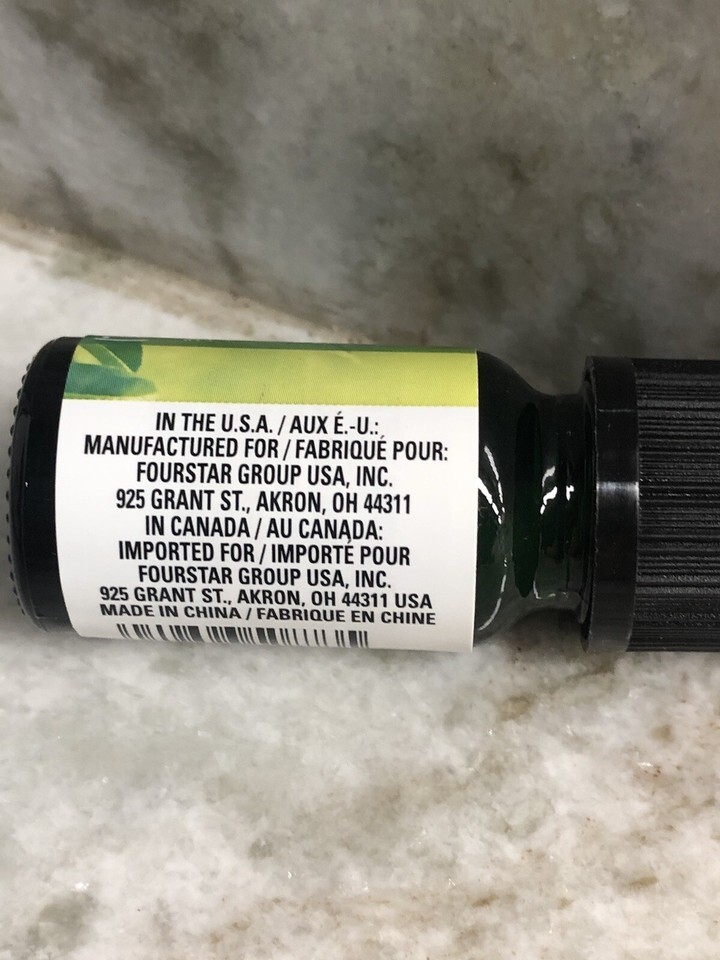 IN THE U.S.A. / AUX É.-U.:
MANUFACTURED FOR / FABRIQUÉ POUR:
FOURSTAR GROUP USA, INC.
925 GRANT ST., AKRON, OH 44311
IN CANADA / AU CANADA:
IMPORTED FOR / IMPORTÉ POUR
FOURSTAR GROUP USA, INC.
925 GRANT ST., AKRON, OH 44311 USA
MADE IN CHINA / FABRIQUE EN CHINE